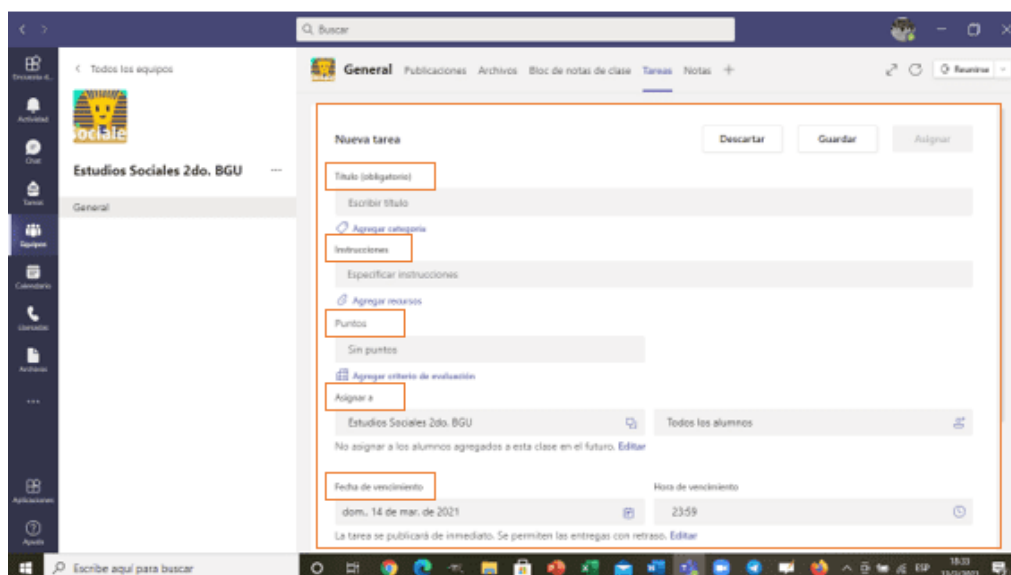 Buscar
Actividad
Chat
Tareas
Equipos
Calendario
Llamadas
Archivos
Aplicaciones
Ayuda
Todos los equipos
Sociale
Estudios Sociales 2do. BGU
General
General Publicaciones Archivos Bloc de notas de clase Tareas Notas
Reunirse
Nueva tarea
Descartar Guardar Asignar
Título (obligatorio)
Escribir título
Agregar categoría
Instrucciones
Especificar instrucciones
Agregar recursos
Puntos
Sin puntos
Agregar criterio de evaluación
Asignar a
Estudios Sociales 2do. BGU Todos los alumnos
No asignar a los alumnos agregados a esta clase en el futuro. Editar
Fecha de vencimiento Hora de vencimiento
dom., 14 de mar. de 2021 23:59
La tarea se publicará de inmediato. Se permiten las entregas con retraso. Editar
Escribe aquí para buscar
ESP
18:33